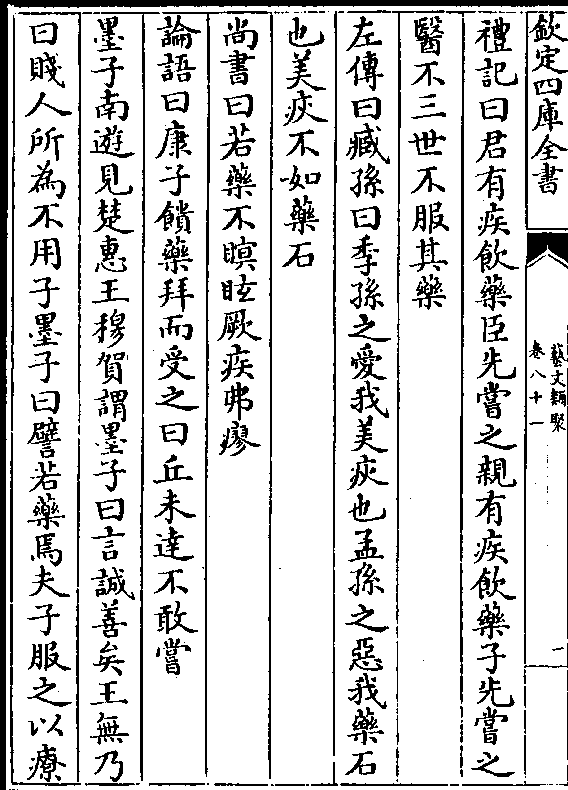 欽定四庫全書
藝文類聚
卷八十一
二
禮記曰君有疾飲藥臣先嘗之親有疾飲藥子先嘗之
醫不三世不服其藥
左傳曰臧孫曰季孫之愛我美疢也孟孫之惡我藥石
也美疢不如藥石
尚書曰若藥不瞑眩厥疾弗瘳
論語曰康子饋藥拜而受之曰丘未達不敢嘗
墨子南遊見楚惠王穆賀謂墨子曰言誠善矣王無乃
曰賤人所為不用子墨子曰譬若藥焉夫子服之以療